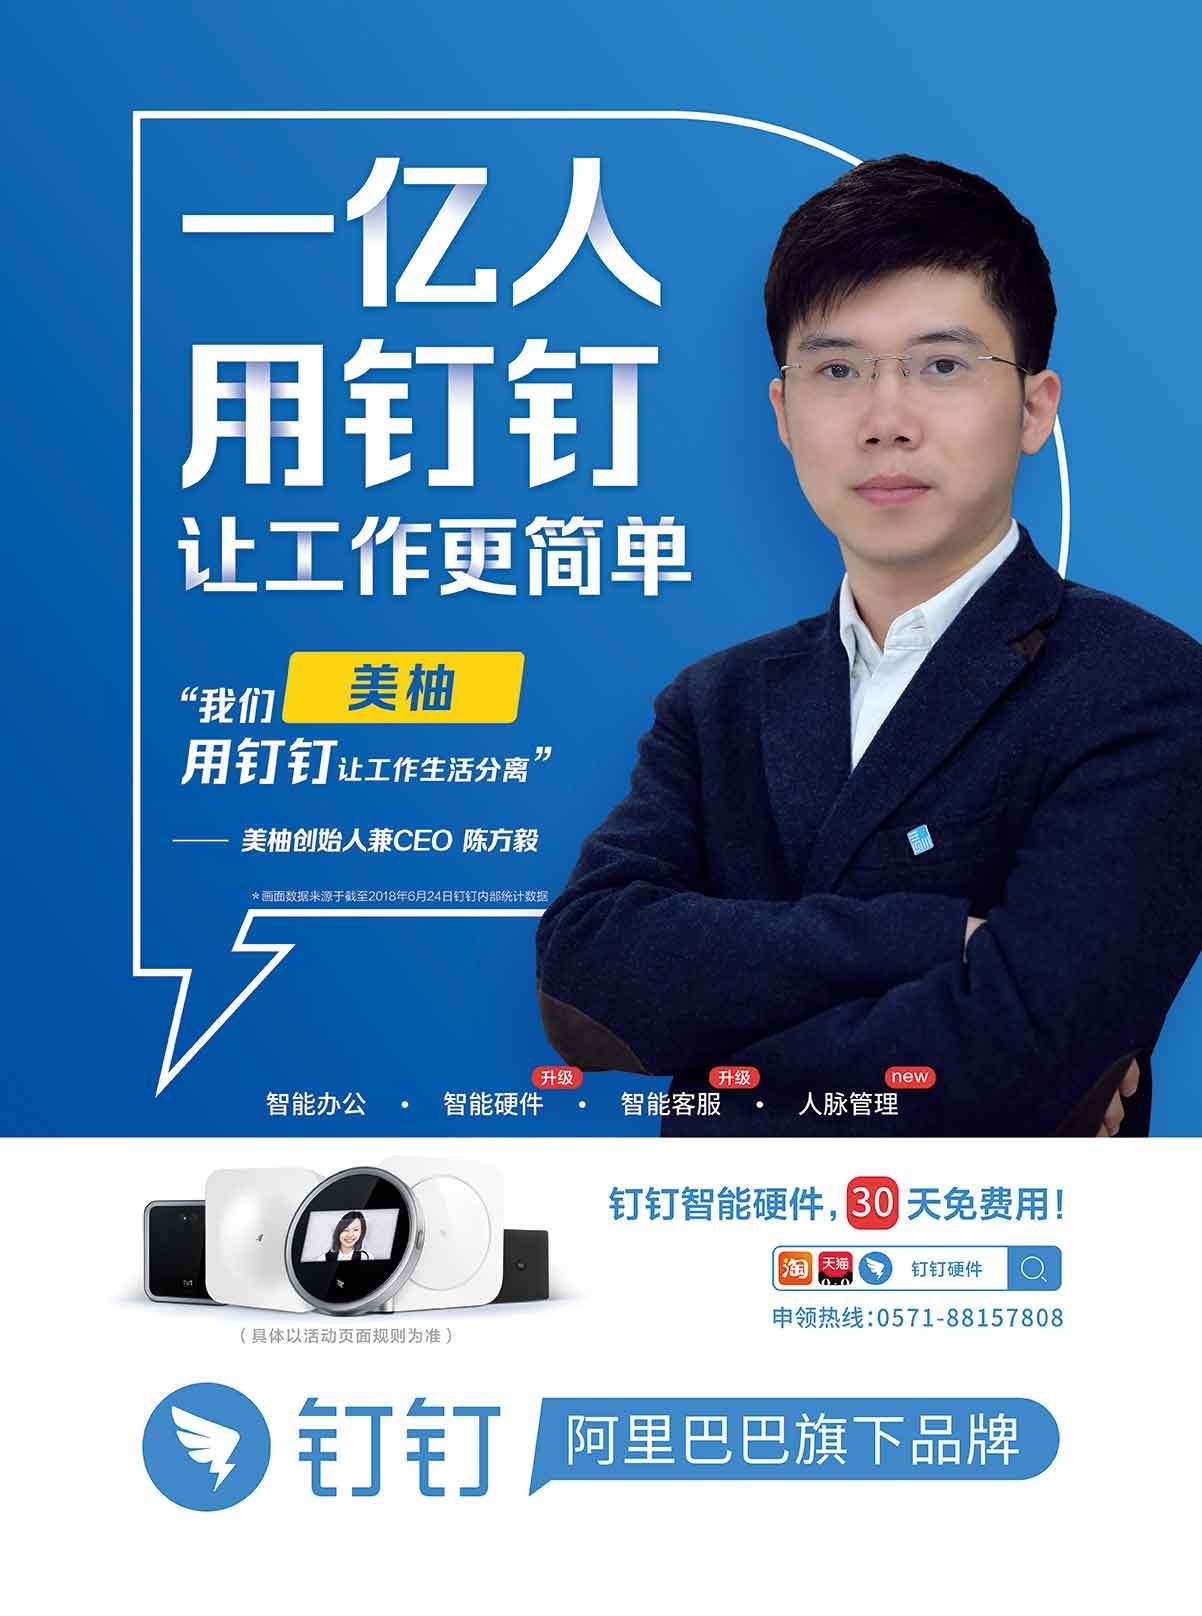 一亿人
用钉钉
让工作更简单
“我们 美柚
用钉钉 让工作生活分离”
—— 美柚创始人兼CEO 陈方毅
*画面数据来源于截至2018年6月24日钉钉内部统计数据
升级 升级 new
智能办公 • 智能硬件 • 智能客服 • 人脉管理
钉钉智能硬件,30天免费用!
淘 天猫 钉钉硬件
申领热线:0571-88157808
(具体以活动页面规则为准)
钉钉 阿里巴巴旗下品牌